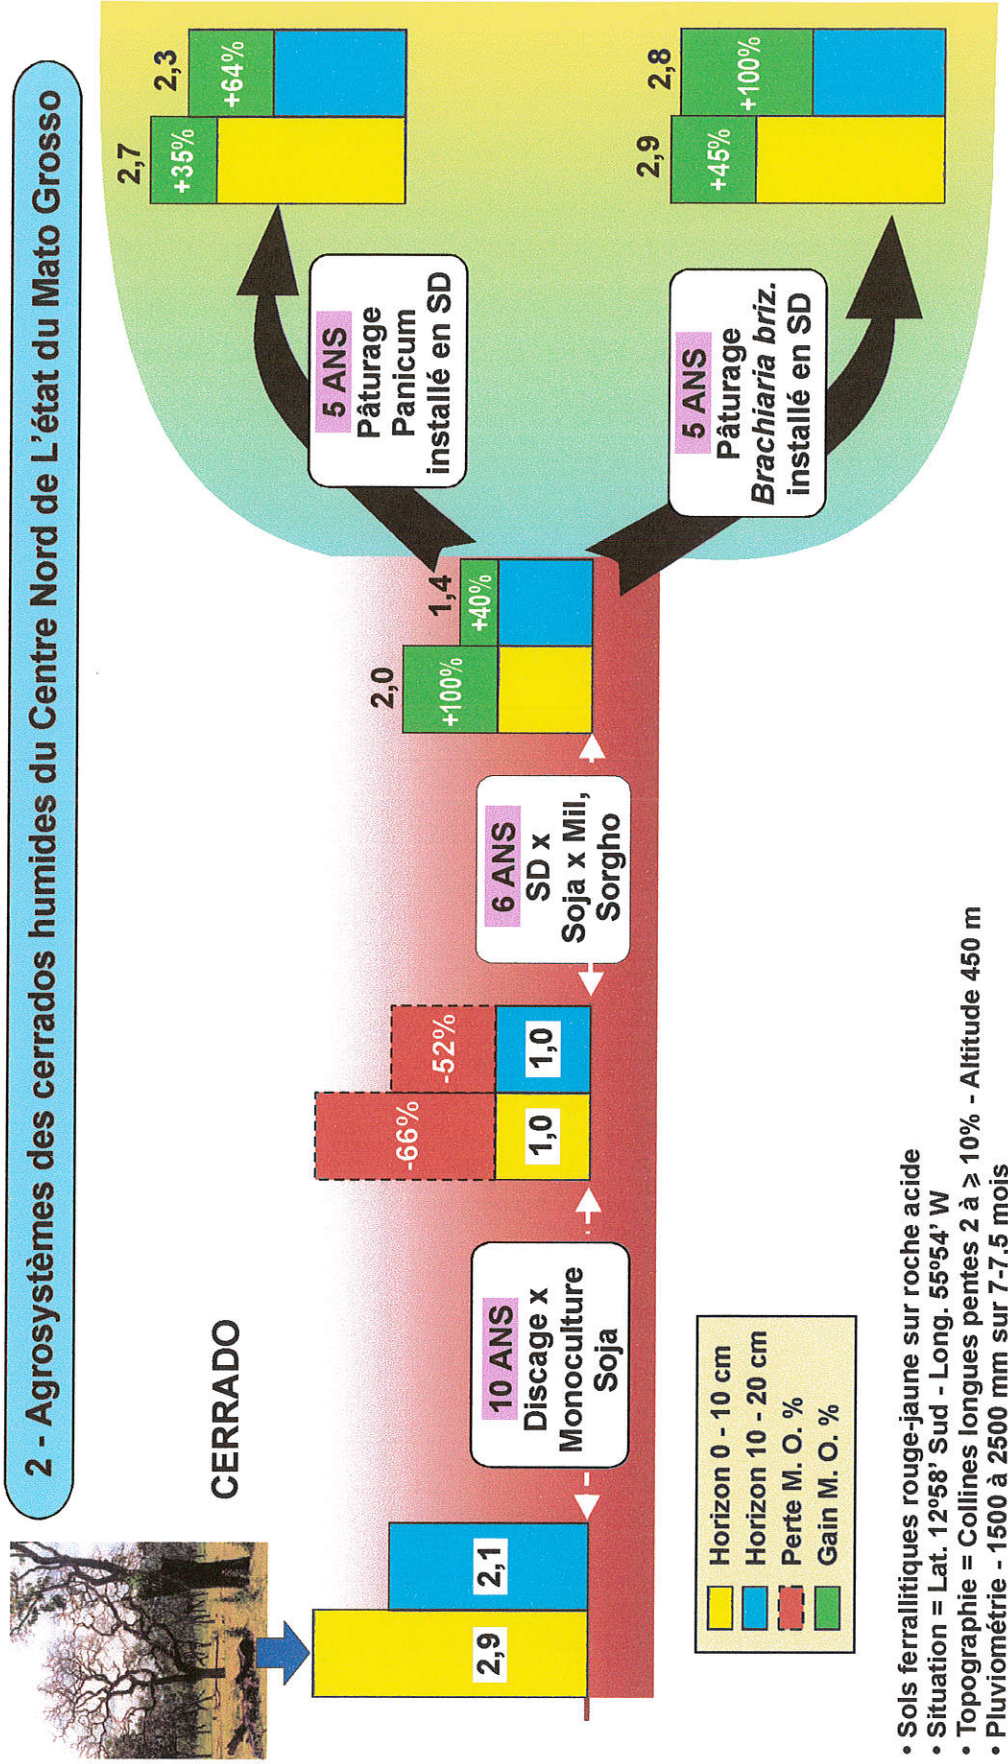 2 - Agrosystèmes des cerrados humides du Centre Nord de L'état du Mato Grosso
CERRADO
2,9
2,1
10 ANS
Discage x
Monoculture
Soja
-66%
-52%
1,0
1,0
6 ANS
SD x
Soja x Mil,
Sorgho
2,0
1,4
+100%
+40%
5 ANS
Pâturage
Panicum
installé en SD
2,7
2,3
+35%
+64%
5 ANS
Pâturage
Brachiaria briz.
installé en SD
2,9
2,8
+45%
+100%
Horizon 0 - 10 cm
Horizon 10 - 20 cm
Perte M. O. %
Gain M. O. %
• Sols ferrallitiques rouge-jaune sur roche acide
• Situation = Lat. 12º58' Sud - Long. 55º54' W
• Topographie = Collines longues pentes 2 à ⩾ 10% - Altitude 450 m
• Pluviométrie - 1500 à 2500 mm sur 7-7,5 mois